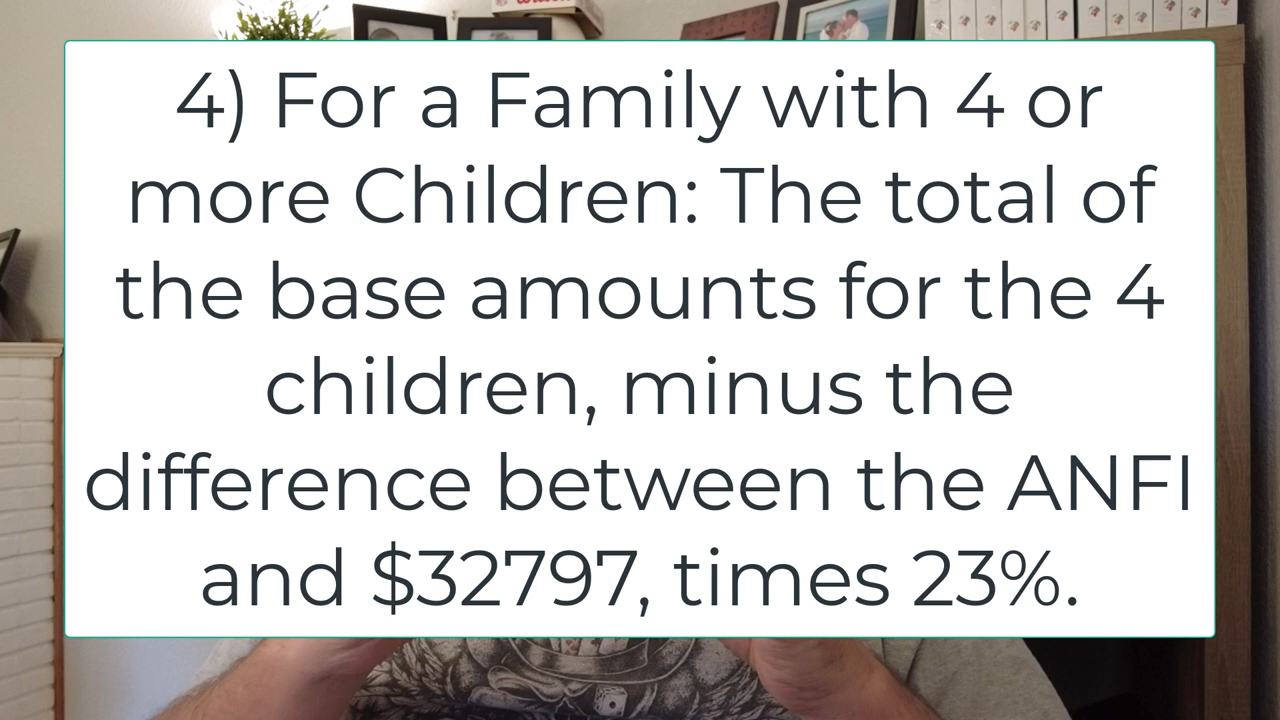 Wilson
4) For a Family with 4 or
more Children: The total of
the base amounts for the 4
children, minus the
difference between the ANFI
and $32797, times 23%.